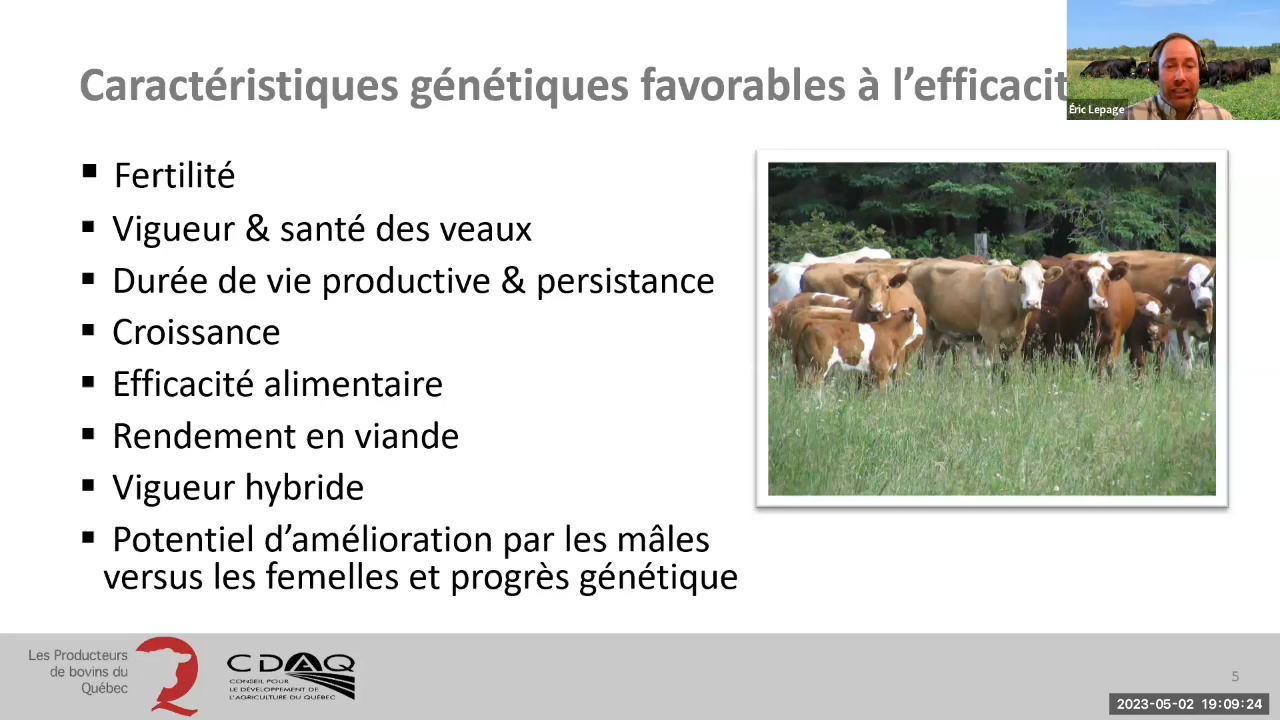 Caractéristiques génétiques favorables à l’efficacit
Éric Lepage
▪ Fertilité
▪ Vigueur & santé des veaux
▪ Durée de vie productive & persistance
▪ Croissance
▪ Efficacité alimentaire
▪ Rendement en viande
▪ Vigueur hybride
▪ Potentiel d’amélioration par les mâles
versus les femelles et progrès génétique
Les Producteurs
de bovins du
Québec
CDAQ
CONSEIL POUR
LE DÉVELOPPEMENT DE
L'AGRICULTURE DU QUÉBEC
5
2023-05-02 19:09:24